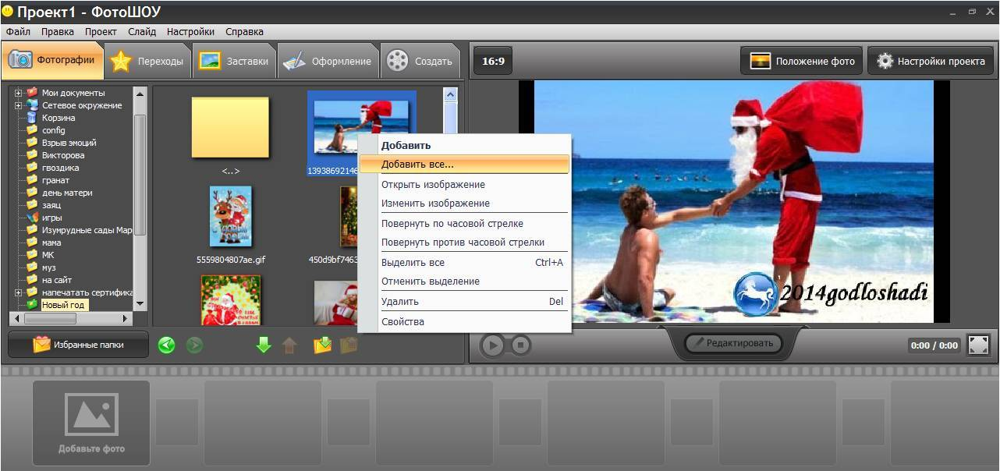 Проект1 - ФотоШОУ
Файл Правка Проект Слайд Настройки Справка
Фотографии Переходы Заставки Оформление Создать
16:9 Положение фото Настройки проекта
Мои документы
Сетевое окружение
Корзина
config
Взрыв эмоций
Викторова
гвоздика
гранат
день матери
заяц
игры
Изумрудные сады Мар
мама
МК
муз
на сайт
напечатать сертифика
Новый год
<..>
13938692146
5559804807ae.gif
450d9bf7463
Добавить
Добавить все...
Открыть изображение
Изменить изображение
Повернуть по часовой стрелке
Повернуть против часовой стрелки
Выделить все Ctrl+A
Отменить выделение
Удалить Del
Свойства
2014godloshadi
Избранные папки
Редактировать
0:00 / 0:00
Добавьте фото